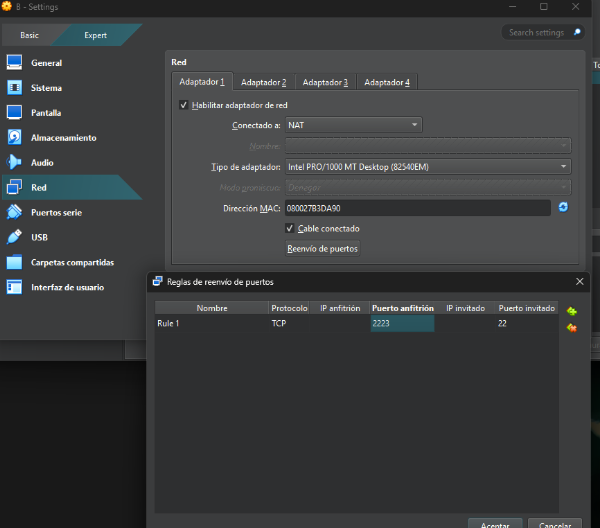 8 - Settings
Basic
Expert
Search settings
General
Sistema
Pantalla
Almacenamiento
Audio
Red
Puertos serie
USB
Carpetas compartidas
Interfaz de usuario
Red
Adaptador 1
Adaptador 2
Adaptador 3
Adaptador 4
Habilitar adaptador de red
Conectado a: NAT
Nombre:
Tipo de adaptador: Intel PRO/1000 MT Desktop (82540EM)
Modo promiscuo: Denegar
Dirección MAC: 080027B3DA90
Cable conectado
Reenvío de puertos
Reglas de reenvío de puertos
Nombre Protocolo IP anfitrión Puerto anfitrión IP invitado Puerto invitado
Rule 1 TCP 2223 22
Aceptar Cancelar